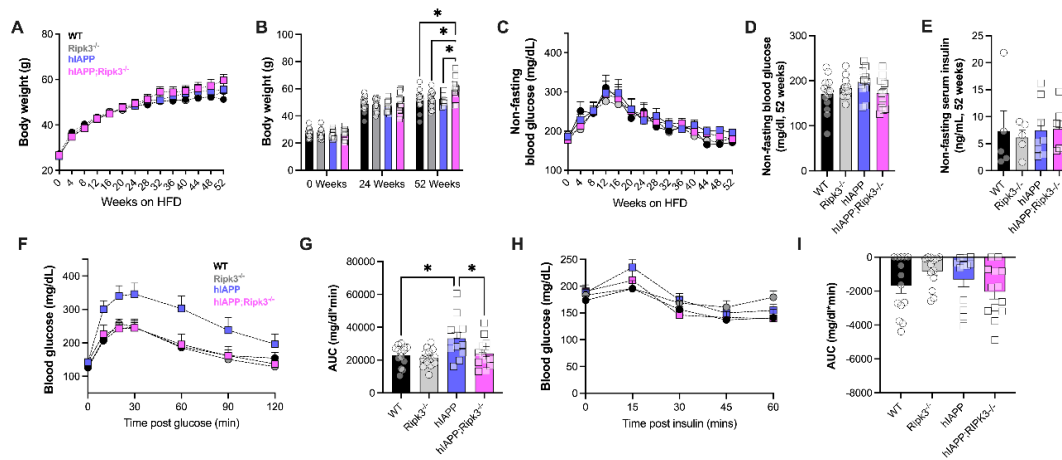 A
WT
Ripk3-/-
hIAPP
hIAPP;Ripk3-/-
Body weight (g)
80
60
40
20
0 4 8 12 16 20 24 28 32 36 40 44 48 52
Weeks on HFD
B
*
*
*
Body weight (g)
100
80
60
40
20
0
0 Weeks 24 Weeks 52 Weeks
Weeks on HFD
C
Non-fasting
blood glucose (mg/dL)
400
300
200
100
0 4 8 12 16 20 24 28 32 36 40 44 48 52
Weeks on HFD
D
Non-fasting blood glucose
(mg/dl, 52 weeks)
400
300
200
100
0
WT
Ripk3-/-
hIAPP
hIAPP;Ripk3-/-
E
Non-fasting serum insulin
(ng/mL, 52 weeks)
25
20
15
10
5
0
WT
Ripk3-/-
hIAPP
hIAPP;Ripk3-/-
F
WT
Ripk3-/-
hIAPP
hIAPP;Ripk3-/-
Blood glucose (mg/dL)
400
300
200
100
0 30 60 90 120
Time post glucose (min)
G
* *
AUC (mg/dl*min)
80000
60000
40000
20000
0
WT
Ripk3-/-
hIAPP
hIAPP;Ripk3-/-
H
Blood glucose (mg/dL)
250
200
150
100
50
0
0 15 30 45 60
Time post insulin (mins)
I
AUC (mg/dl*min)
0
-2000
-4000
-6000
-8000
WT
Ripk3-/-
hIAPP
hIAPP;RIPK3-/-